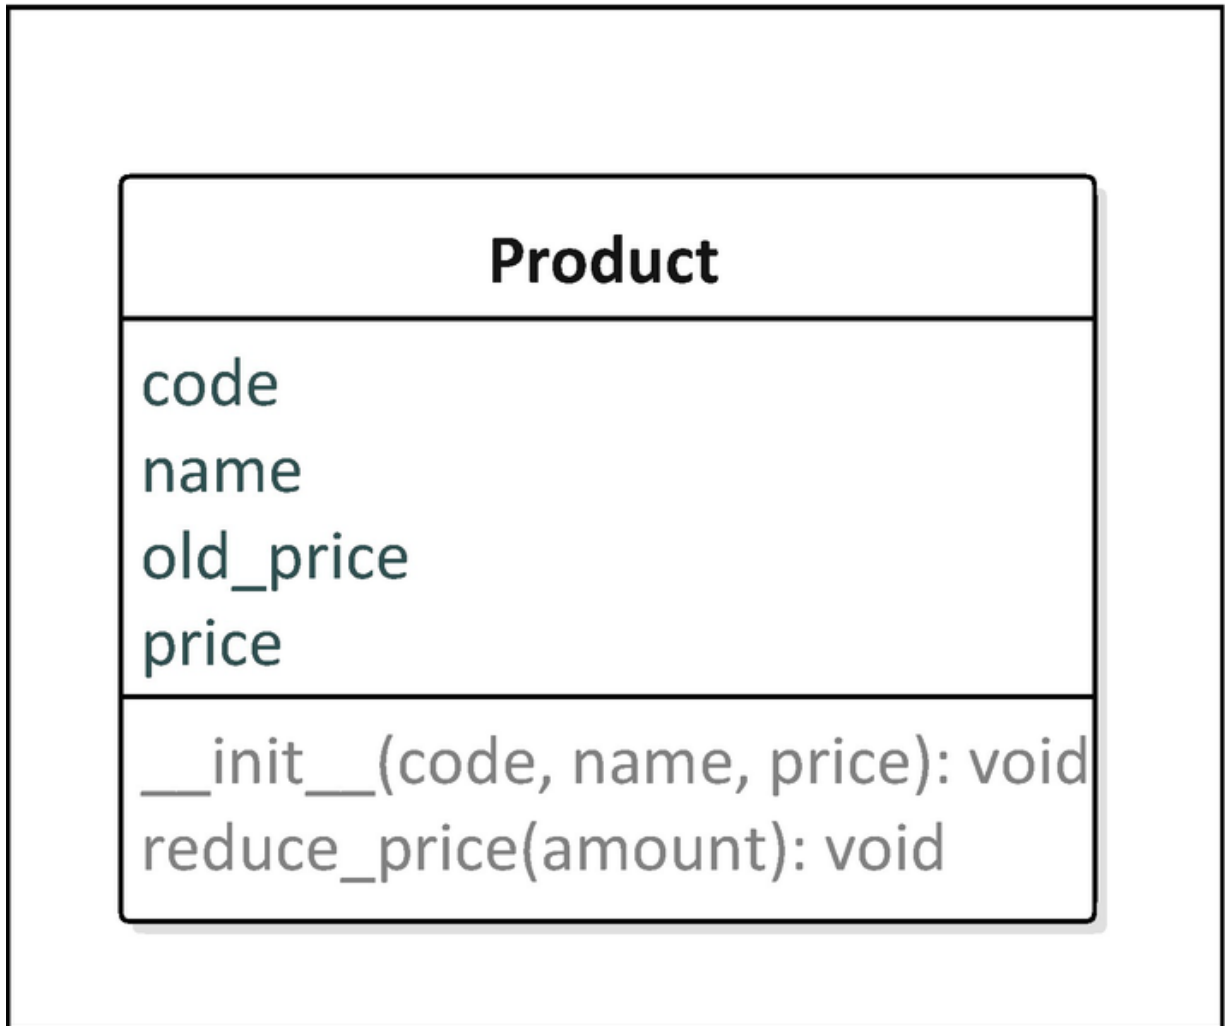 Product
code
name
old_price
price
__init__(code, name, price): void
reduce_price(amount): void